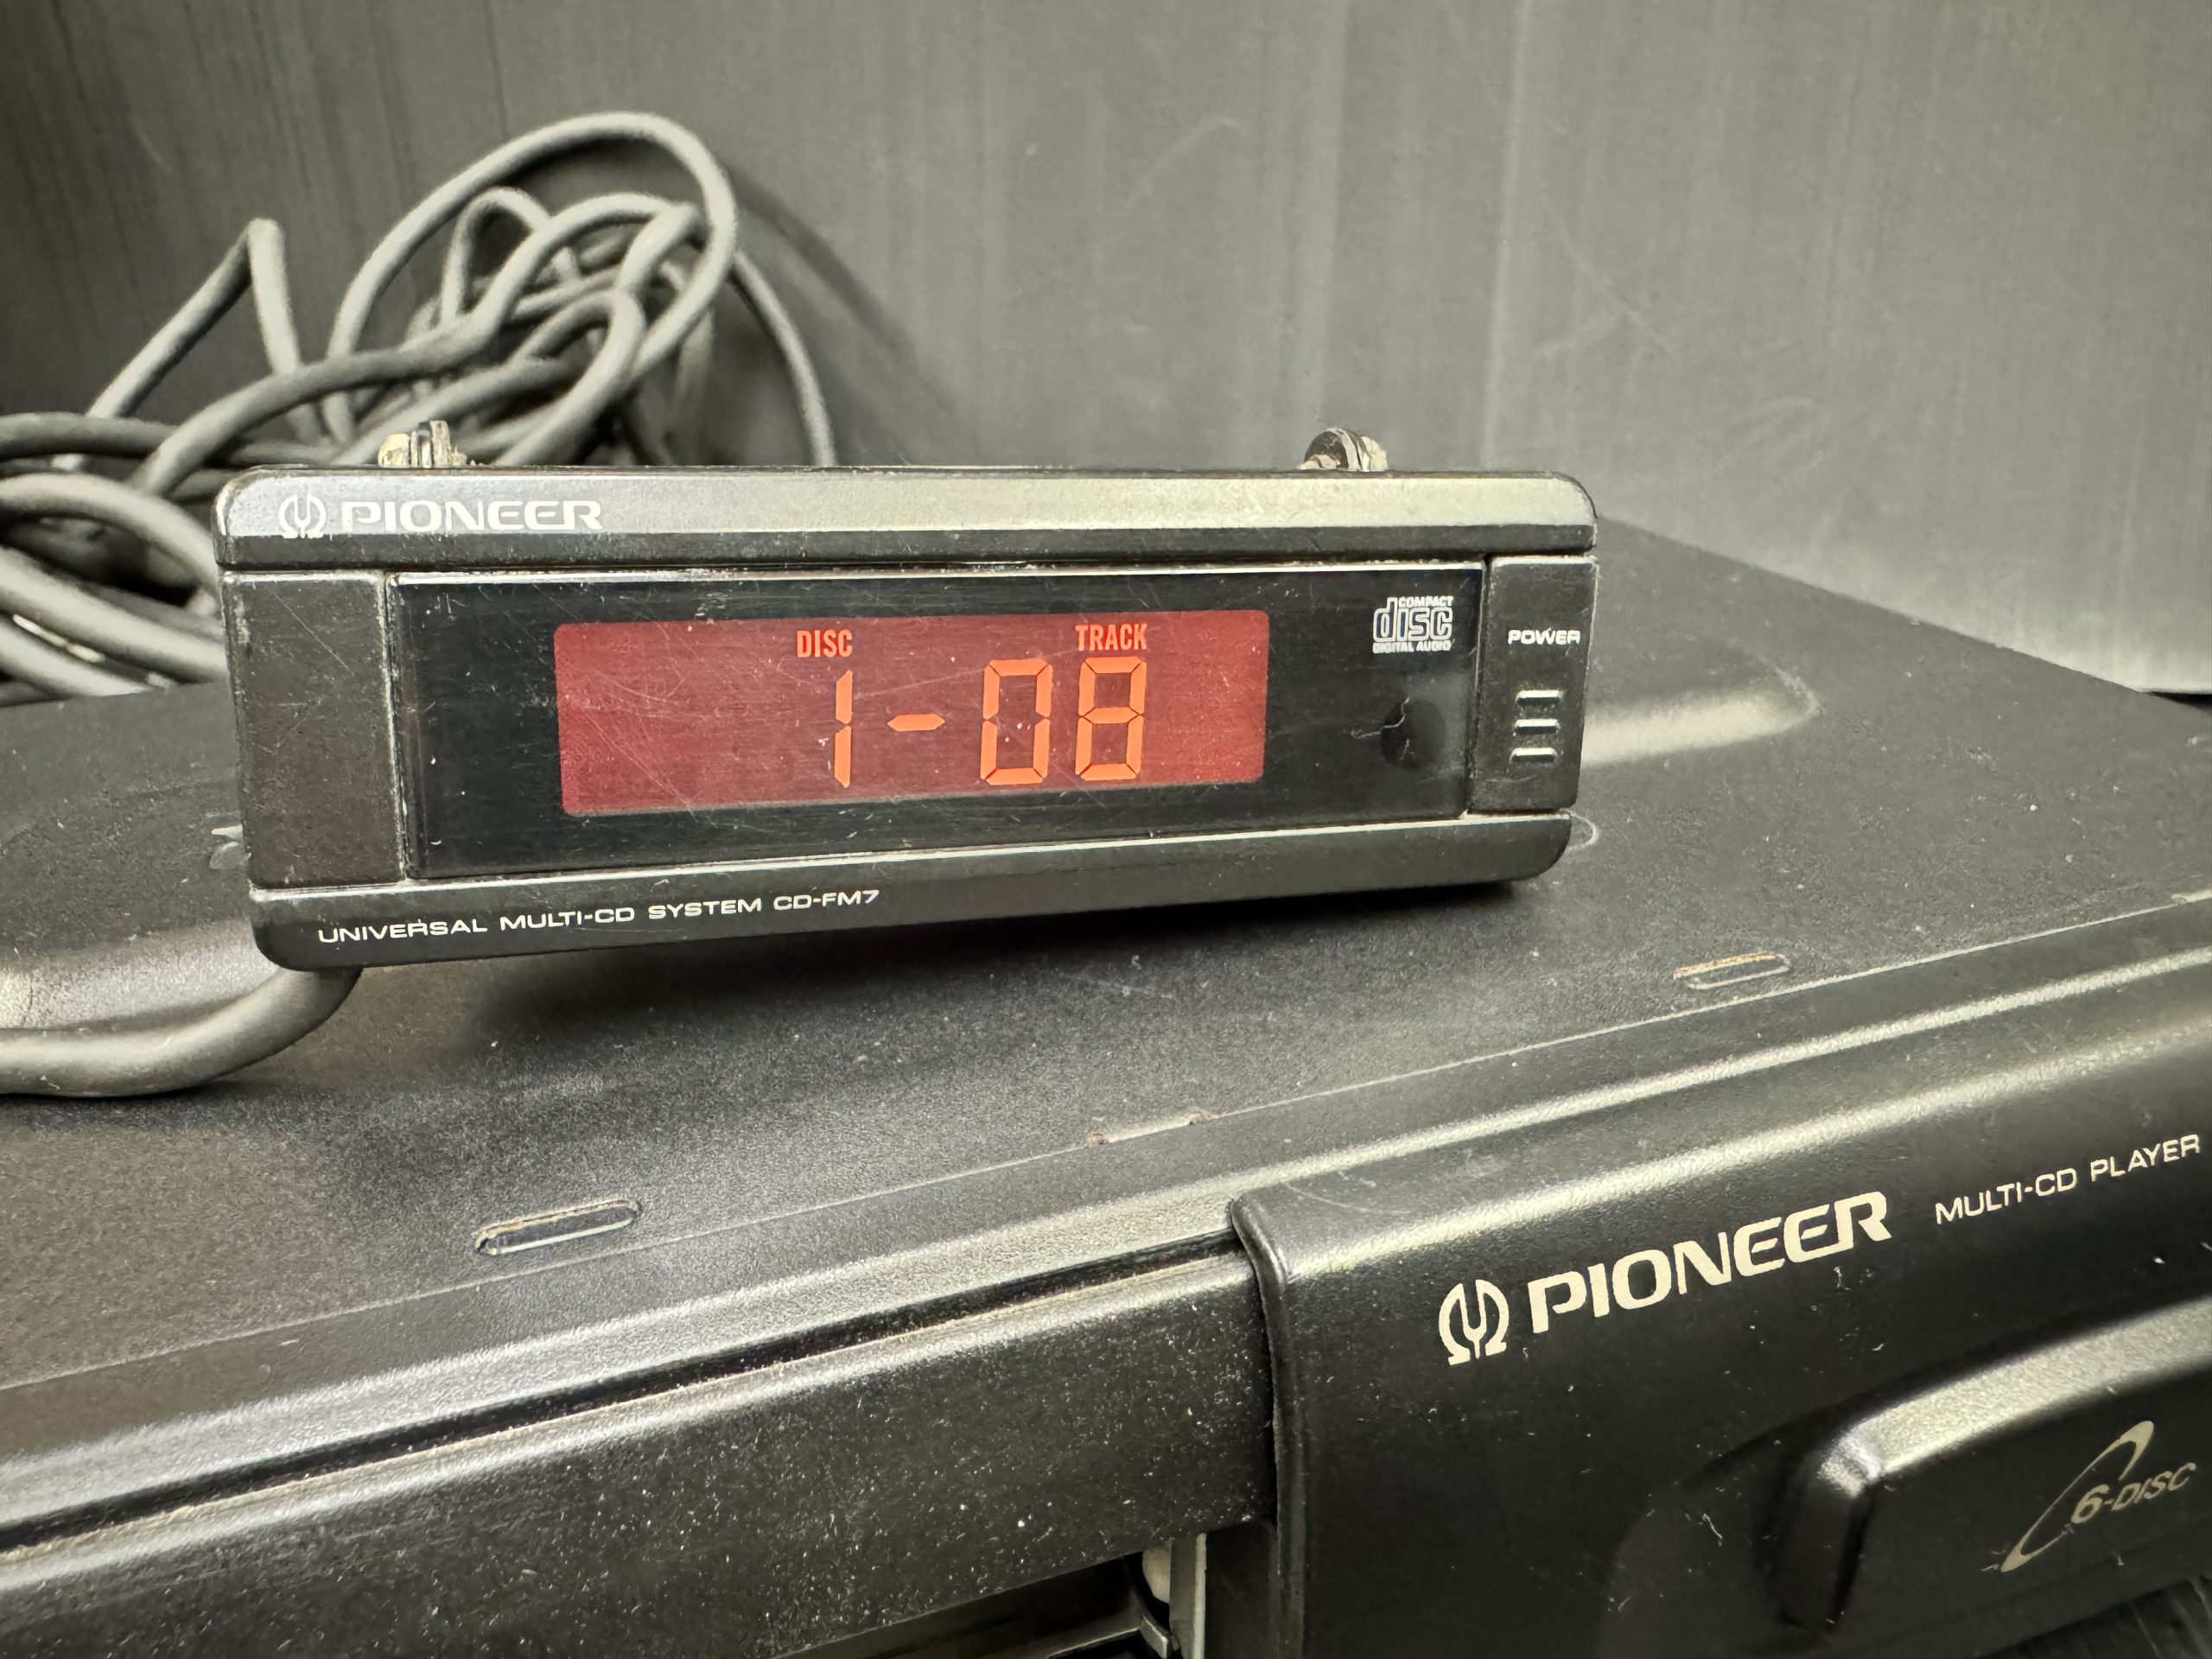 PIONEER
COMPACT
disc
DIGITAL AUDIO
DISC TRACK
1-08
POWER
UNIVERSAL MULTI-CD SYSTEM CD-FM7
PIONEER MULTI-CD PLAYER
6-DISC